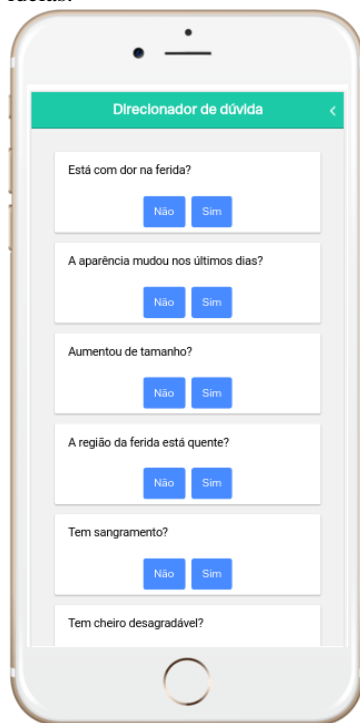 Direcionador de dúvida
Está com dor na ferida?
Não Sim
A aparência mudou nos últimos dias?
Não Sim
Aumentou de tamanho?
Não Sim
A região da ferida está quente?
Não Sim
Tem sangramento?
Não Sim
Tem cheiro desagradável?